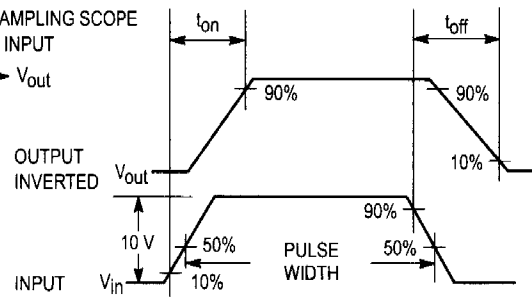 AMPLING SCOPE
INPUT
Vout
ton
toff
90%
90%
OUTPUT
INVERTED
Vout
10%
90%
10 V
50%
PULSE
WIDTH
50%
INPUT
Vin
10%